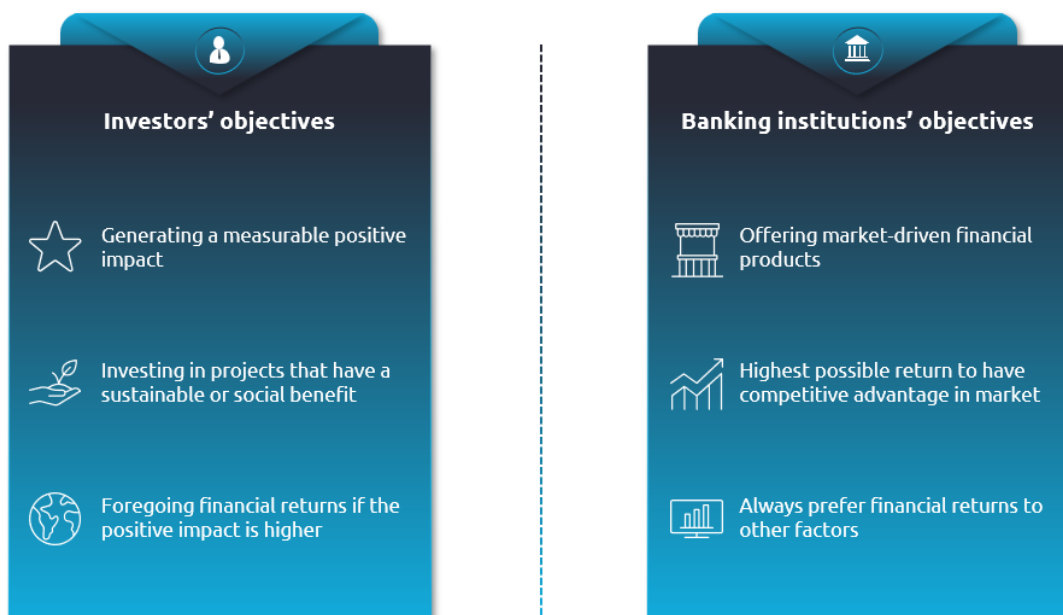 Investors’ objectives
Generating a measurable positive
impact
Investing in projects that have a
sustainable or social benefit
Foregoing financial returns if the
positive impact is higher
Banking institutions’ objectives
Offering market-driven financial
products
Highest possible return to have
competitive advantage in market
Always prefer financial returns to
other factors